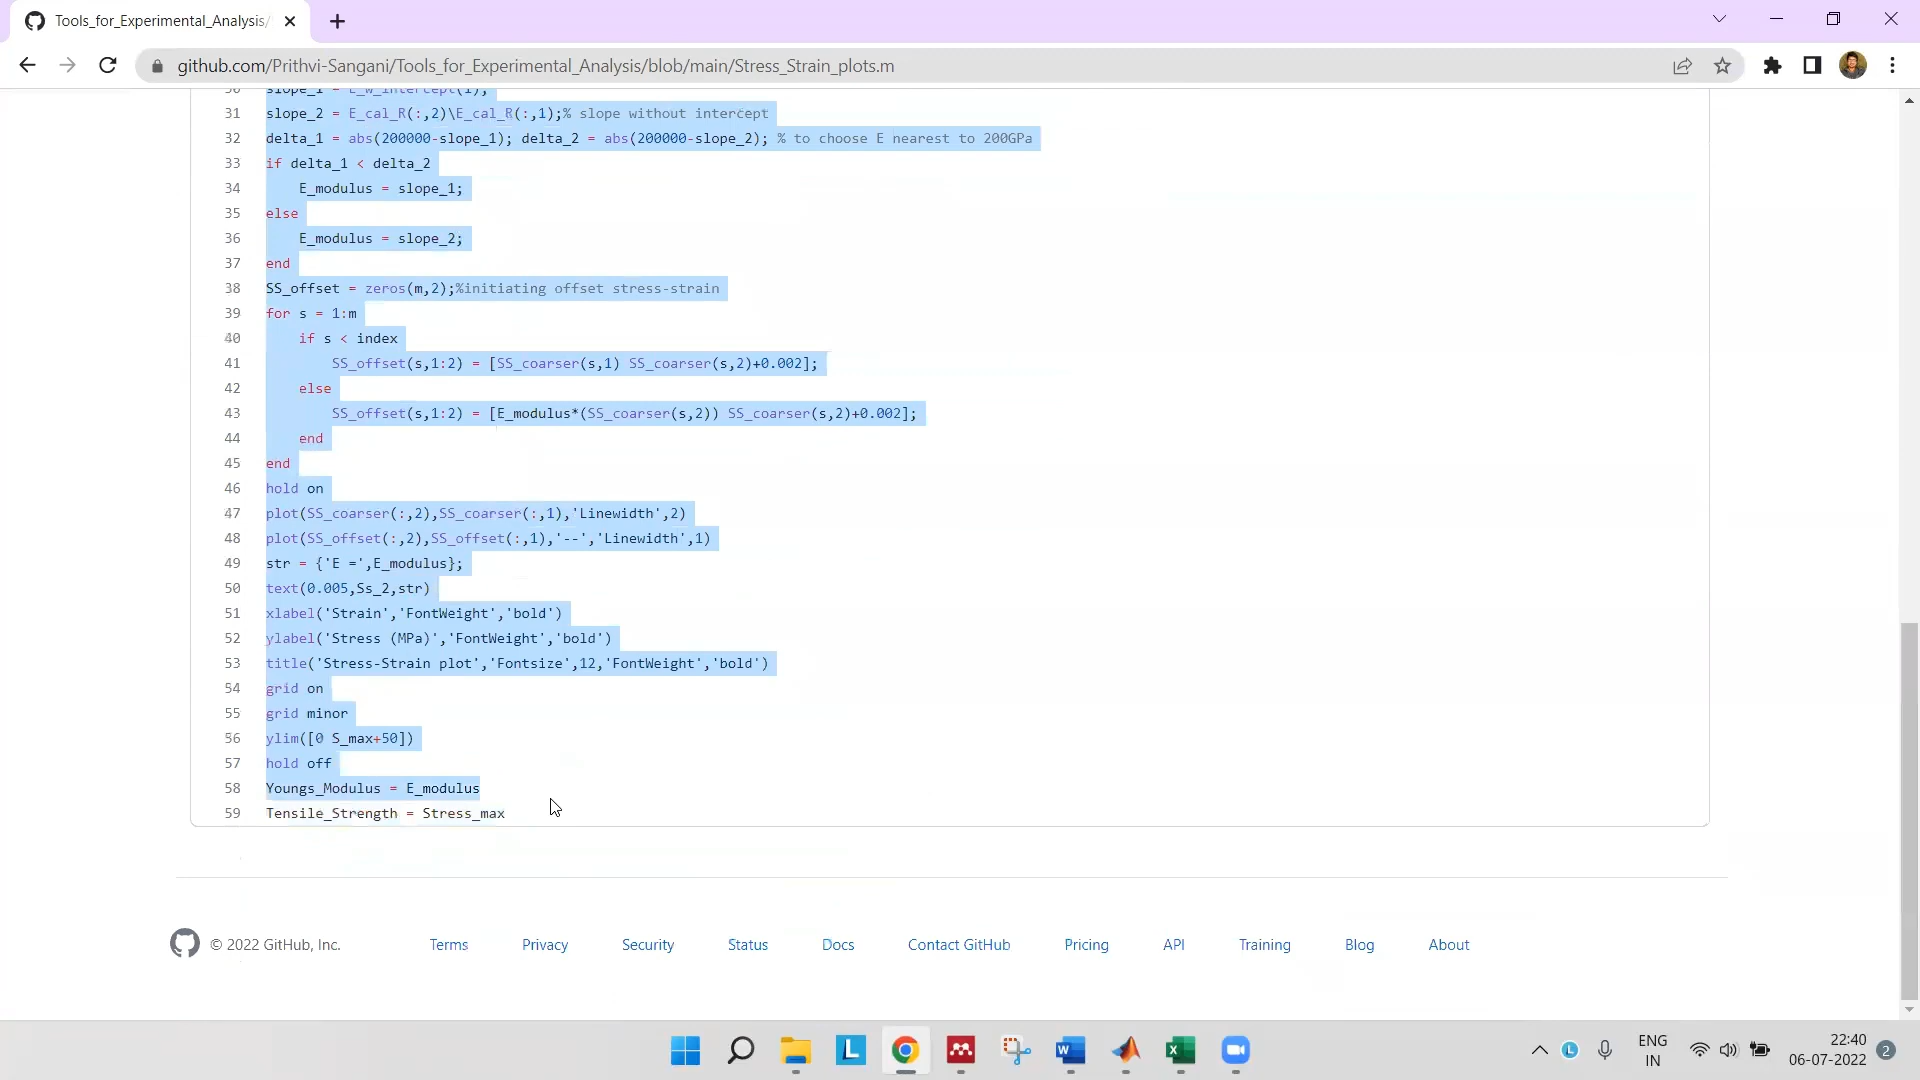 Tools_for_Experimental_Analysis/
github.com/Prithvi-Sangani/Tools_for_Experimental_Analysis/blob/main/Stress_Strain_plots.m
30 slope_1 = E_w_intercept(1);
31 slope_2 = E_cal_R(:,2)\E_cal_R(:,1);% slope without intercept
32 delta_1 = abs(200000-slope_1); delta_2 = abs(200000-slope_2); % to choose E nearest to 200GPa
33 if delta_1 < delta_2
34 E_modulus = slope_1;
35 else
36 E_modulus = slope_2;
37 end
38 SS_offset = zeros(m,2);%initiating offset stress-strain
39 for s = 1:m
40 if s < index
41 SS_offset(s,1:2) = [SS_coarser(s,1) SS_coarser(s,2)+0.002];
42 else
43 SS_offset(s,1:2) = [E_modulus*(SS_coarser(s,2)) SS_coarser(s,2)+0.002];
44 end
45 end
46 hold on
47 plot(SS_coarser(:,2),SS_coarser(:,1),'Linewidth',2)
48 plot(SS_offset(:,2),SS_offset(:,1),'--','Linewidth',1)
49 str = {'E =',E_modulus};
50 text(0.005,Ss_2,str)
51 xlabel('Strain','FontWeight','bold')
52 ylabel('Stress (MPa)','FontWeight','bold')
53 title('Stress-Strain plot','Fontsize',12,'FontWeight','bold')
54 grid on
55 grid minor
56 ylim([0 S_max+50])
57 hold off
58 Youngs_Modulus = E_modulus
59 Tensile_Strength = Stress_max
© 2022 GitHub, Inc. Terms Privacy Security Status Docs Contact GitHub Pricing API Training Blog About
ENG
IN
22:40
06-07-2022
2